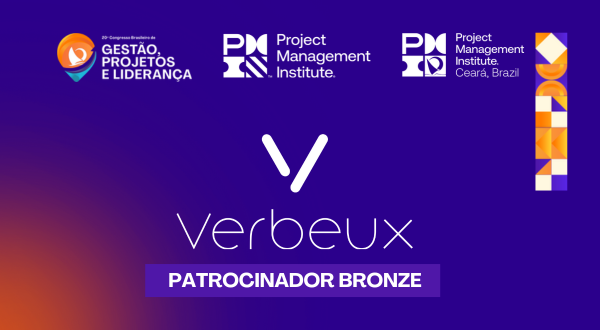 20º Congresso Brasileiro de
GESTÃO,
PROJETOS
E LIDERANÇA
Project
Management
Institute.
Project
Management
Institute.
Ceará, Brazil
Verbeux
PATROCINADOR BRONZE